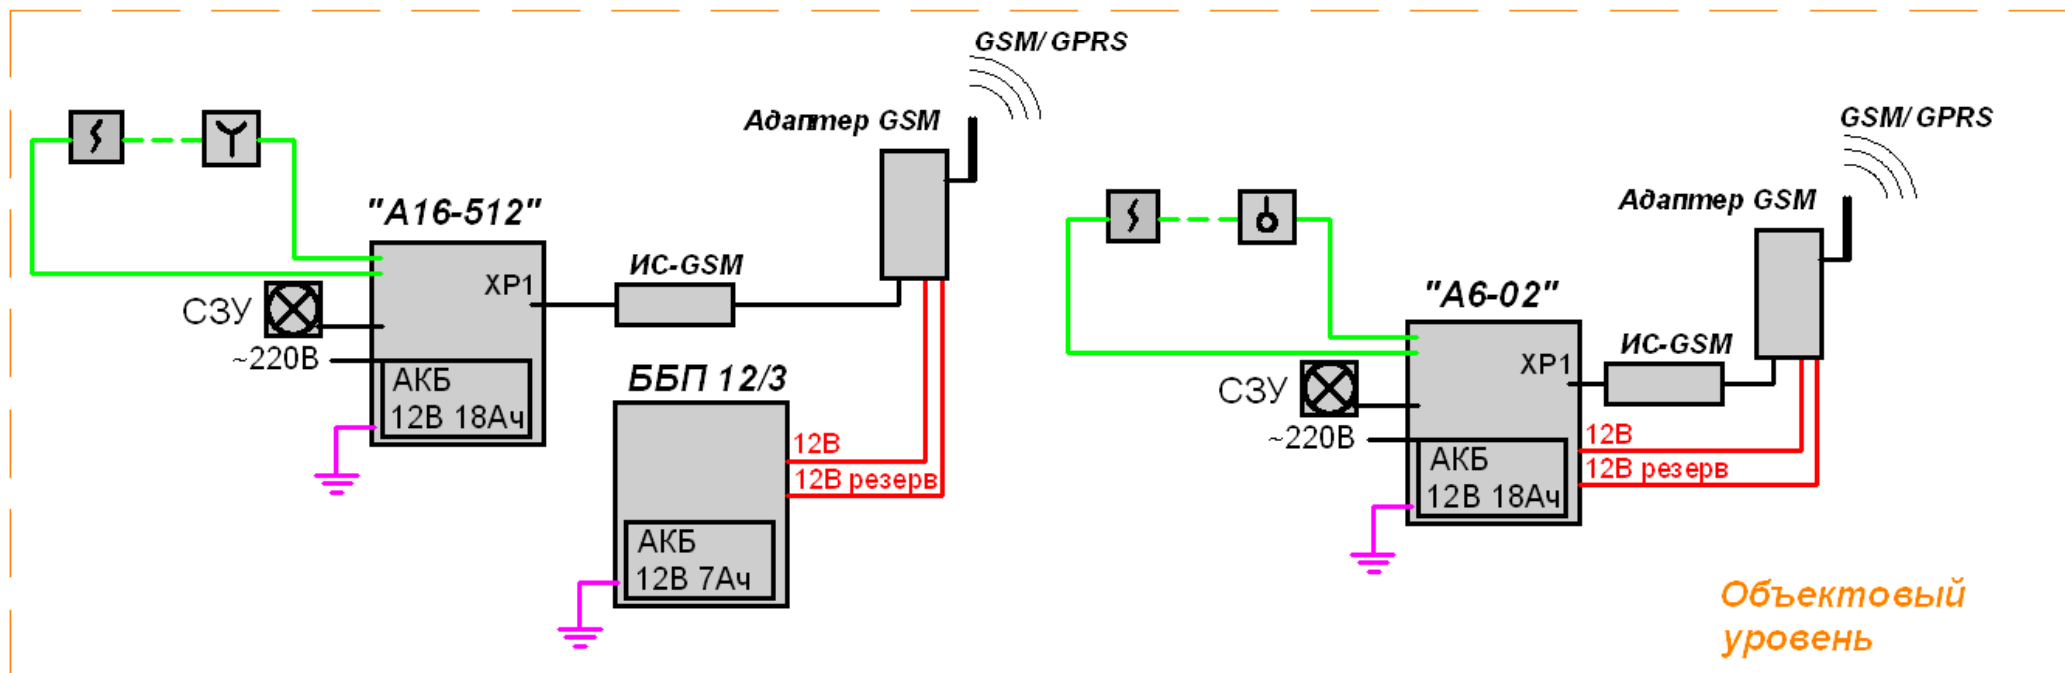 GSM/ GPRS
Адаптер GSM
"А16-512"
ИС-GSM
ХР1
СЗУ
~220В
АКБ
12В 18Ач
ББП 12/3
12В
12В резерв
АКБ
12В 7Ач
GSM/ GPRS
Адаптер GSM
"А6-02"
ИС-GSM
ХР1
СЗУ
~220В
АКБ
12В 18Ач
12В
12В резерв
Объектовый
уровень